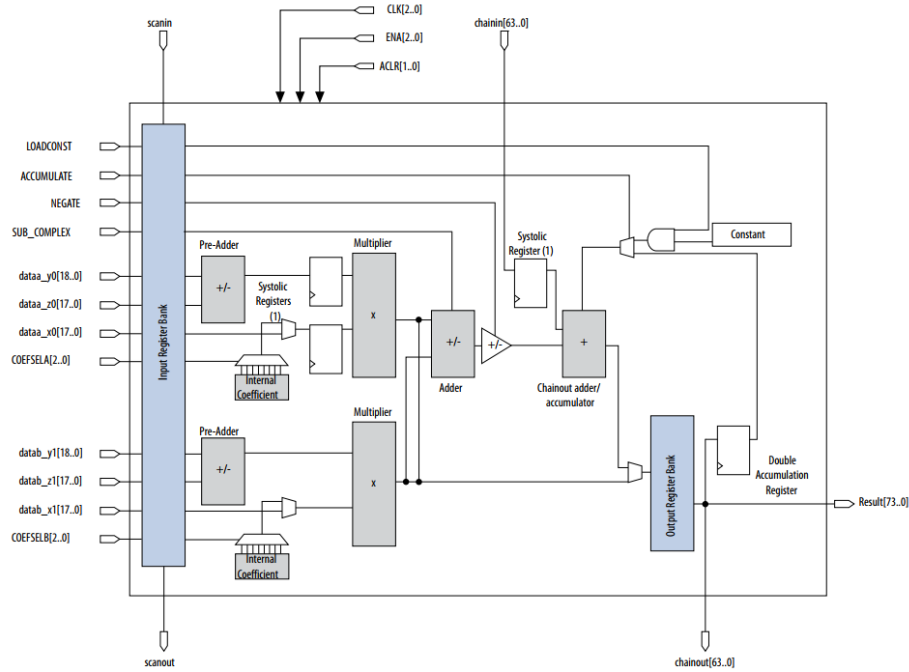 CLK[2..0]
scanin
chainin[63..0]
ENA[2..0]
ACLR[1..0]
LOADCONST
ACCUMULATE
NEGATE
Constant
SUB_COMPLEX
Systolic
Register (1)
Pre-Adder
Multiplier
dataa_y0[18..0]
+/-
Systolic
Registers
(1)
dataa_z0[17..0]
x
dataa_x0[17..0]
+/-
+/-
+
COEFSELA[2..0]
Input Register Bank
Internal
Coefficient
Adder
Chainout adder/
accumulator
Multiplier
Pre-Adder
datab_y1[18..0]
+/-
datab_z1[17..0]
x
Output Register Bank
Double
Accumulation
Register
datab_x1[17..0]
Result[73..0]
COEFSELB[2..0]
Internal
Coefficient
scanout
chainout[63..0]